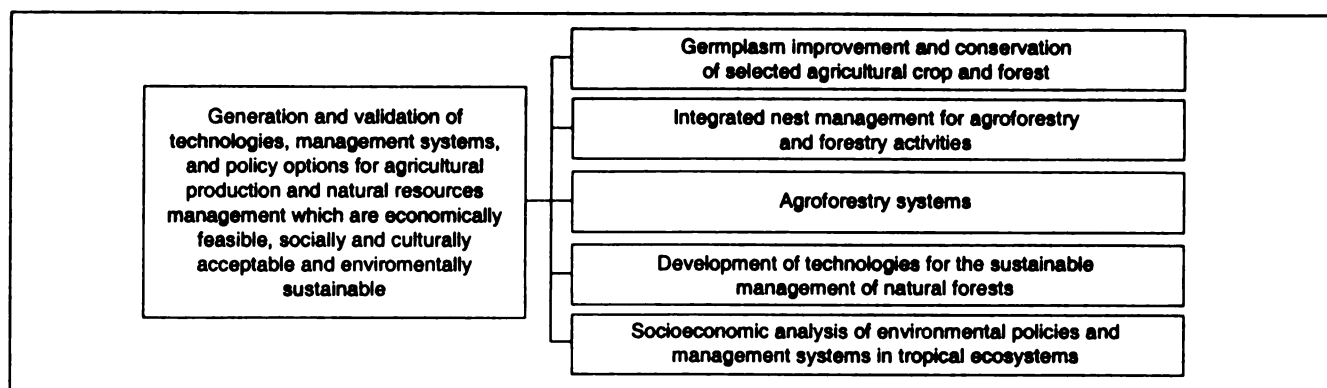 Generation and validation of
technologies, management systems,
and policy options for agricultural
production and natural resources
management which are economically
feasible, socially and culturally
acceptable and enviromentally
sustainable
Germplasm improvement and conservation
of selected agricultural crop and forest
Integrated nest management for agroforestry
and forestry activities
Agroforestry systems
Development of technologies for the sustainable
management of natural forests
Socioeconomic analysis of environmental policies and
management systems in tropical ecosystems